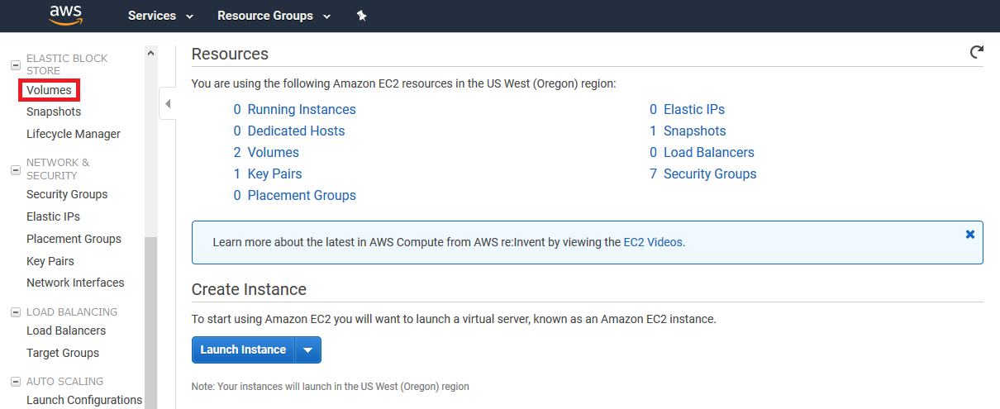 aws
Services
Resource Groups
ELASTIC BLOCK
STORE
Volumes
Snapshots
Lifecycle Manager
NETWORK &
SECURITY
Security Groups
Elastic IPs
Placement Groups
Key Pairs
Network Interfaces
LOAD BALANCING
Load Balancers
Target Groups
AUTO SCALING
Launch Configurations
Resources
You are using the following Amazon EC2 resources in the US West (Oregon) region:
0 Running Instances
0 Dedicated Hosts
2 Volumes
1 Key Pairs
0 Placement Groups
0 Elastic IPs
1 Snapshots
0 Load Balancers
7 Security Groups
Learn more about the latest in AWS Compute from AWS re:Invent by viewing the EC2 Videos.
Create Instance
To start using Amazon EC2 you will want to launch a virtual server, known as an Amazon EC2 instance.
Launch Instance
Note: Your instances will launch in the US West (Oregon) region